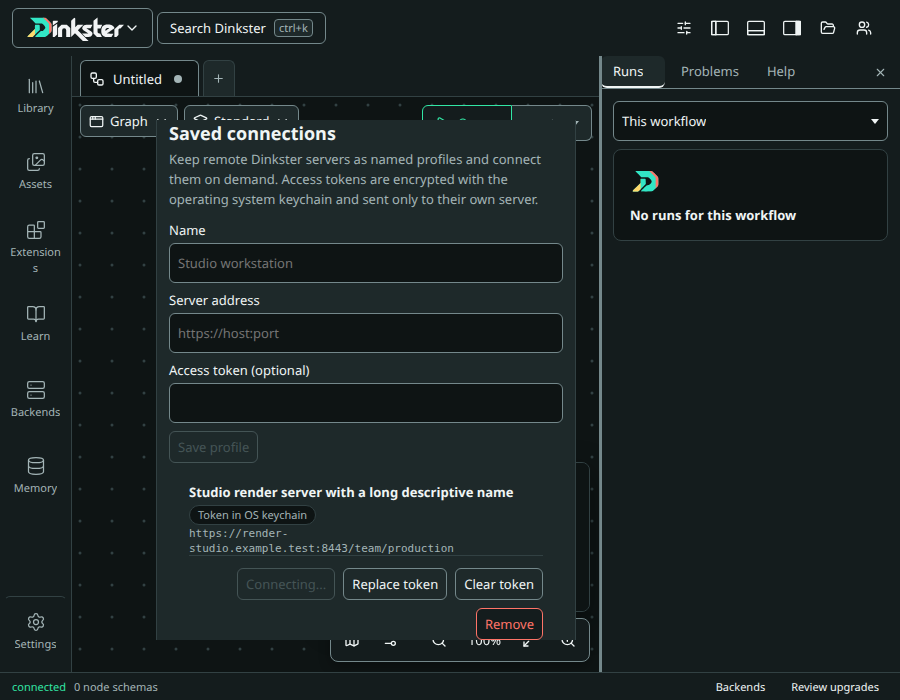 Dinkster
Search Dinkster ctrl+k
Library
Assets
Extension
s
Learn
Backends
Memory
Settings
Untitled
Graph
Standard
Saved connections
Keep remote Dinkster servers as named profiles and connect
them on demand. Access tokens are encrypted with the
operating system keychain and sent only to their own server.
Name
Studio workstation
Server address
https://host:port
Access token (optional)
Save profile
Studio render server with a long descriptive name
Token in OS keychain
https://render-
studio.example.test:8443/team/production
Connecting...
Replace token
Clear token
Remove
100%
Runs
Problems
Help
This workflow
No runs for this workflow
connected 0 node schemas
Backends
Review upgrades